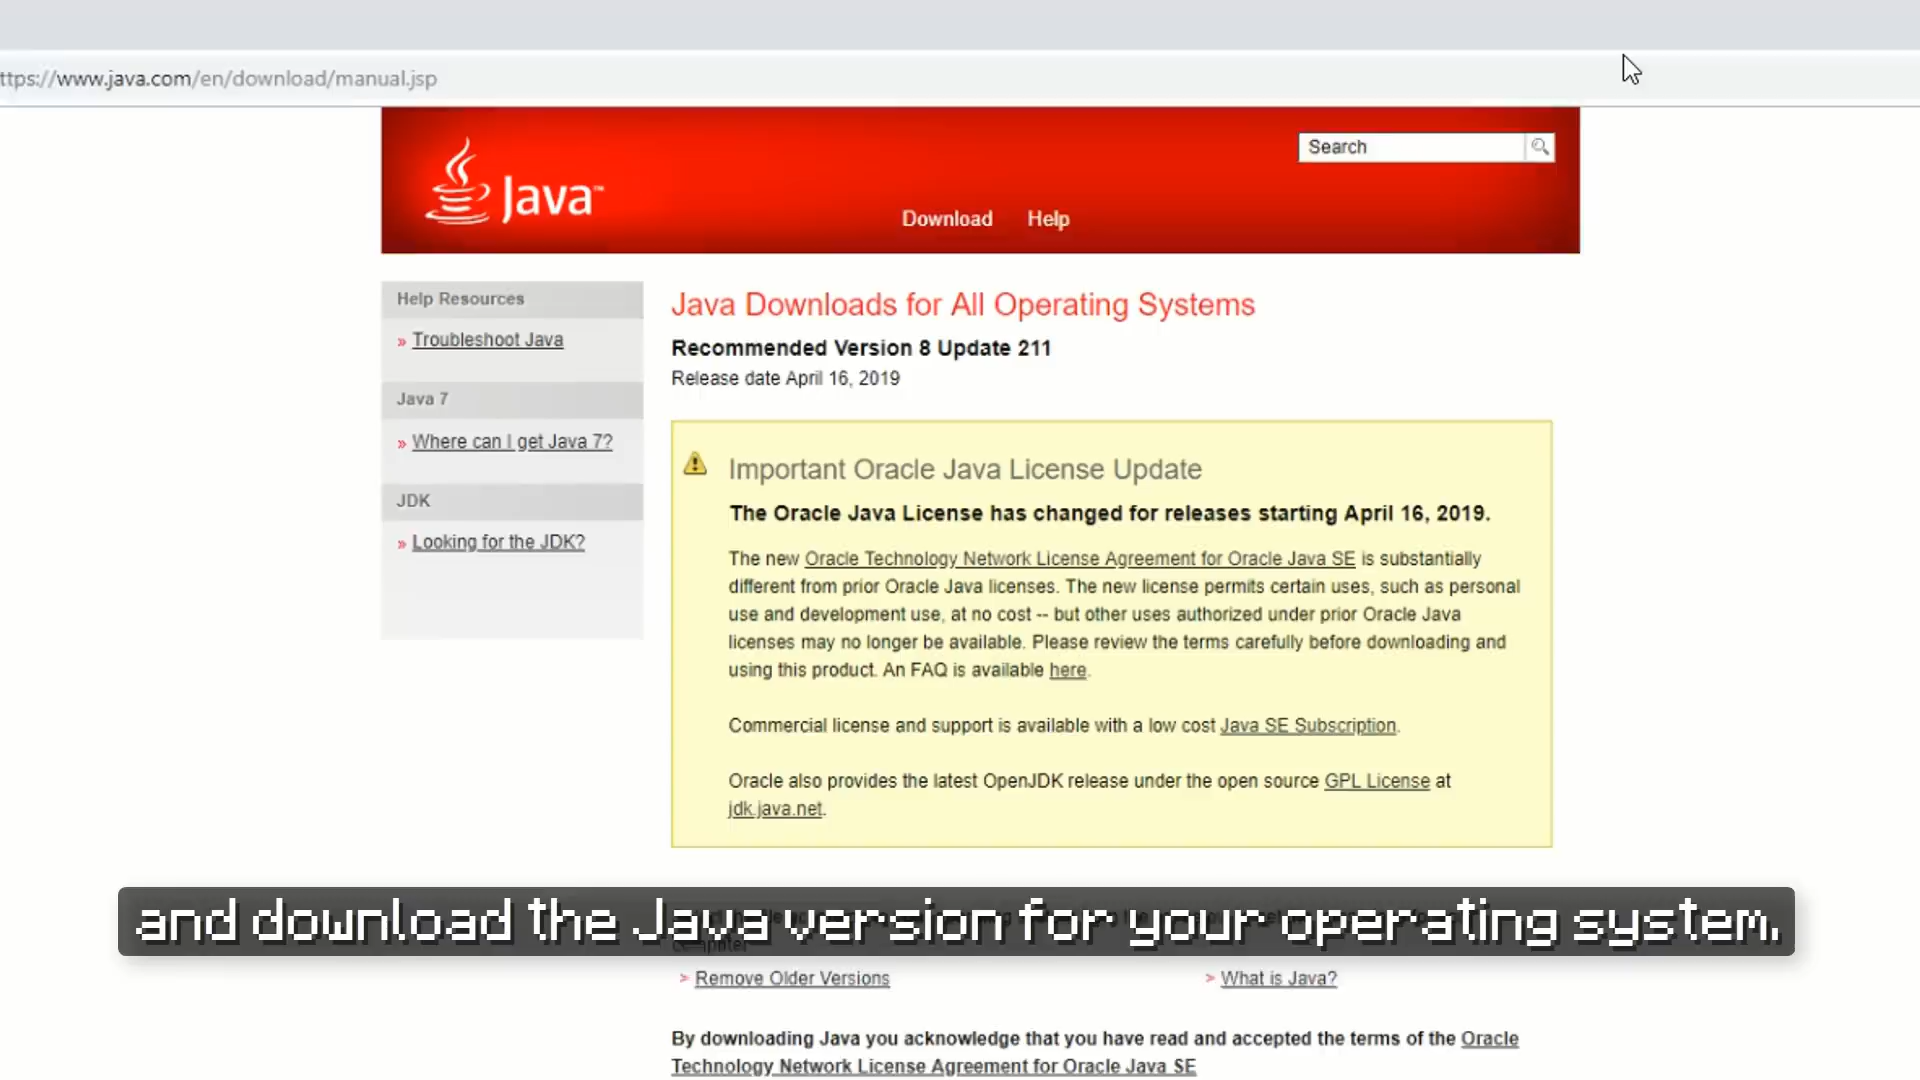 ttps://www.java.com/en/download/manual.jsp
Search
Java™
Download Help
Help Resources
» Troubleshoot Java
Java 7
» Where can I get Java 7?
JDK
» Looking for the JDK?
Java Downloads for All Operating Systems
Recommended Version 8 Update 211
Release date April 16, 2019
Important Oracle Java License Update
The Oracle Java License has changed for releases starting April 16, 2019.
The new Oracle Technology Network License Agreement for Oracle Java SE is substantially
different from prior Oracle Java licenses. The new license permits certain uses, such as personal
use and development use, at no cost -- but other uses authorized under prior Oracle Java
licenses may no longer be available. Please review the terms carefully before downloading and
using this product. An FAQ is available here.
Commercial license and support is available with a low cost Java SE Subscription.
Oracle also provides the latest OpenJDK release under the open source GPL License at
jdk.java.net.
and download the Java version for your operating system.
> Remove Older Versions
> What is Java?
By downloading Java you acknowledge that you have read and accepted the terms of the Oracle
Technology Network License Agreement for Oracle Java SE